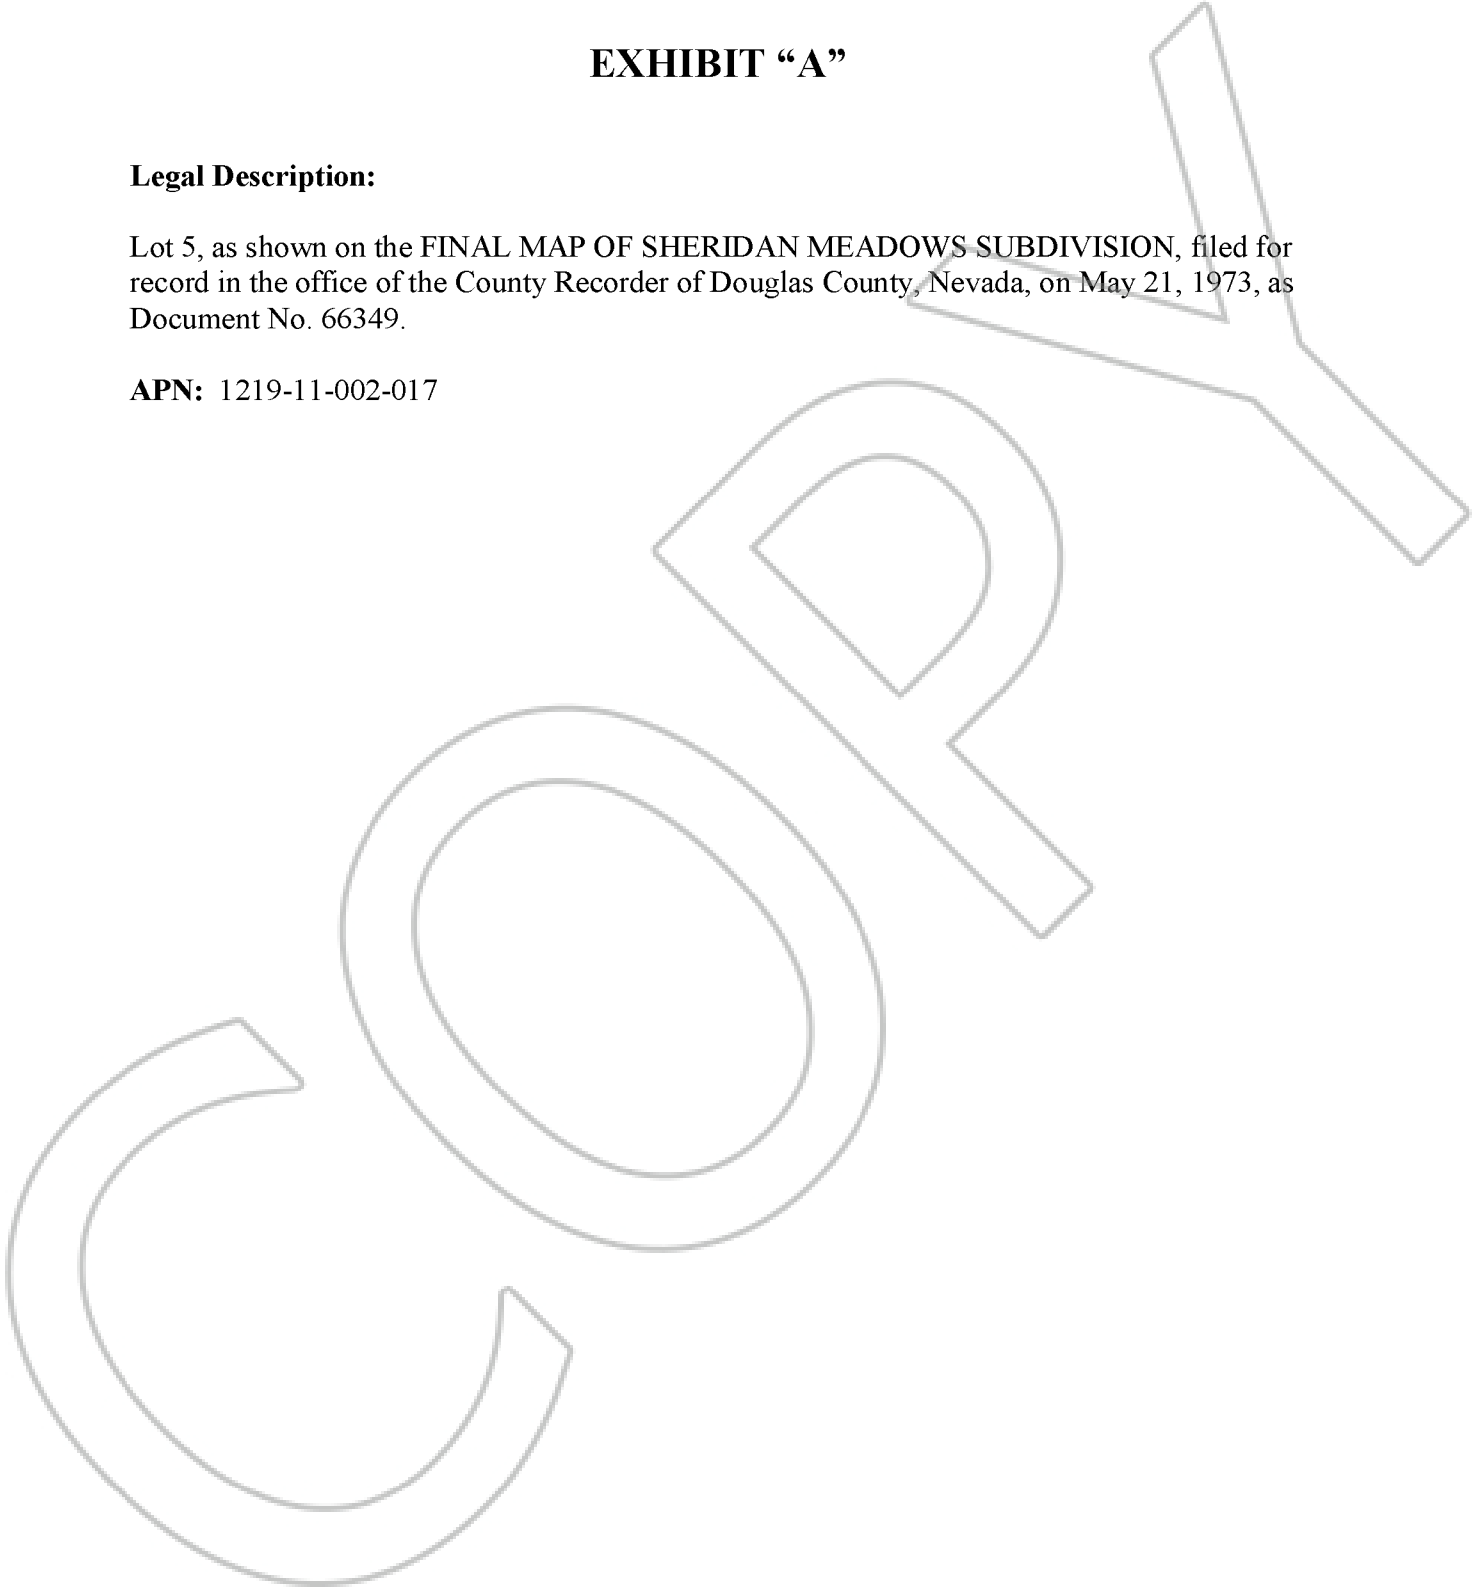 EXHIBIT “A”
Legal Description:
Lot 5, as shown on the FINAL MAP OF SHERIDAN MEADOWS SUBDIVISION, filed for
record in the office of the County Recorder of Douglas County, Nevada, on May 21, 1973, as
Document No. 66349.
APN: 1219-11-002-017
COPY